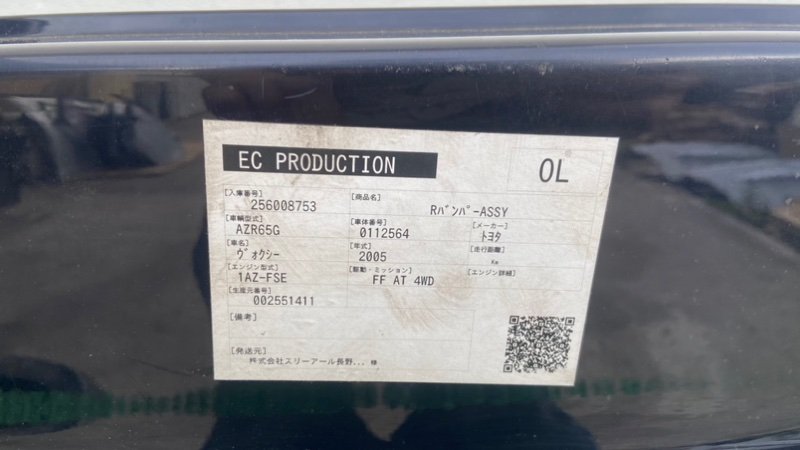 EC PRODUCTION
OL
[入庫番号]
256008753
[商品名]
RﾊﾞﾝﾊﾟｰASSY
[車輌型式]
AZR65G
[車体番号]
0112564
[メーカー]
ﾄﾖﾀ
[車名]
ｳﾞｫｸｼｰ
[年式]
2005
[走行距離]
Km
[エンジン型式]
1AZ-FSE
[駆動・ミッション]
FF AT 4WD
[エンジン詳細]
[生産元番号]
002551411
[備考]
[発送元]
株式会社スリーアール長野... 様